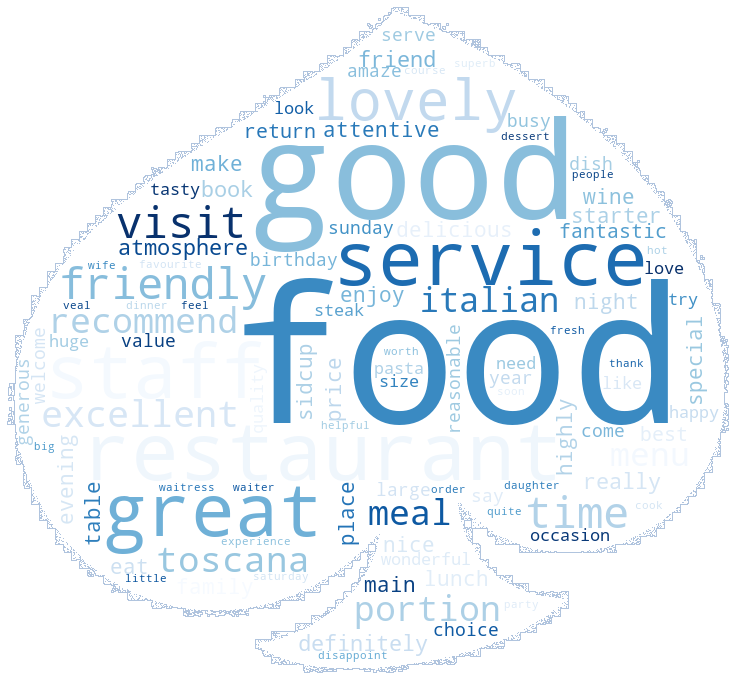 serve
friend
superb
amaze course
lovely
look
busy
return attentive
dessert
good
make
dish
people
tasty book
wine
visit
starter
sunday delicious
fantastic
atmosphere
service
hot
birthday
wife favourite
love
friendly
enjoy italian night try
veal dinner feel
steak
recommend
fresh
huge value
food
welcome
staff
worth
pasta
size
need
year
thank
like
reasonable
special
generous
sidcup
price
quality
scon
happy
excellent
helpful
come
best
big
evening
restaurant
highly
menu
really
waitress waiter
large order
daughter
say
table
great
place
meal
quite
time
cook
experience
occasion
toscana
nice
eat
wonderful
little
family
saturday
main lunch
portion
party
choice
definitely
disappoint